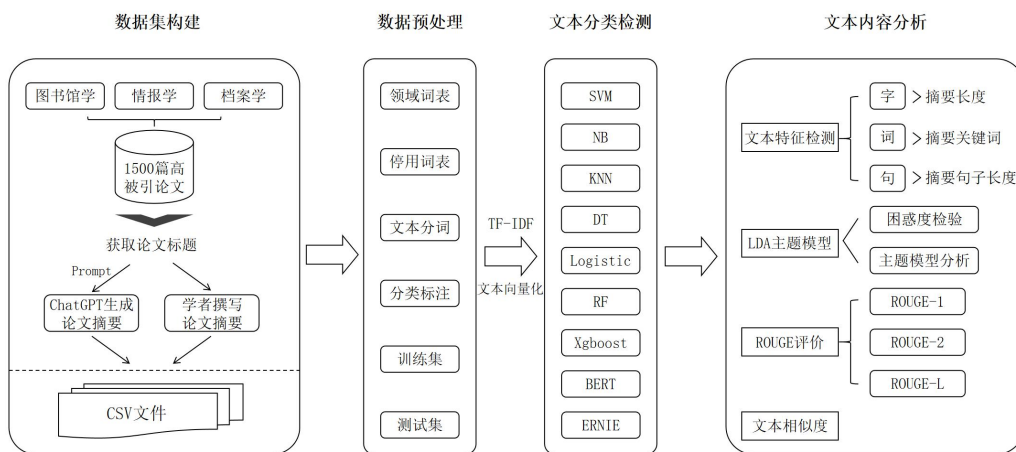 数据集构建
数据预处理
文本分类检测
文本内容分析
图书馆学
情报学
档案学
1500篇高
被引论文
获取论文标题
Prompt
ChatGPT生成
论文摘要
学者撰写
论文摘要
CSV文件
领域词表
停用词表
文本分词
分类标注
训练集
测试集
TF-IDF
文本向量化
SVM
NB
KNN
DT
Logistic
RF
Xgboost
BERT
ERNIE
文本特征检测
字
摘要长度
词
摘要关键词
句
摘要句子长度
LDA主题模型
困惑度检验
主题模型分析
ROUGE评价
ROUGE-1
ROUGE-2
ROUGE-L
文本相似度